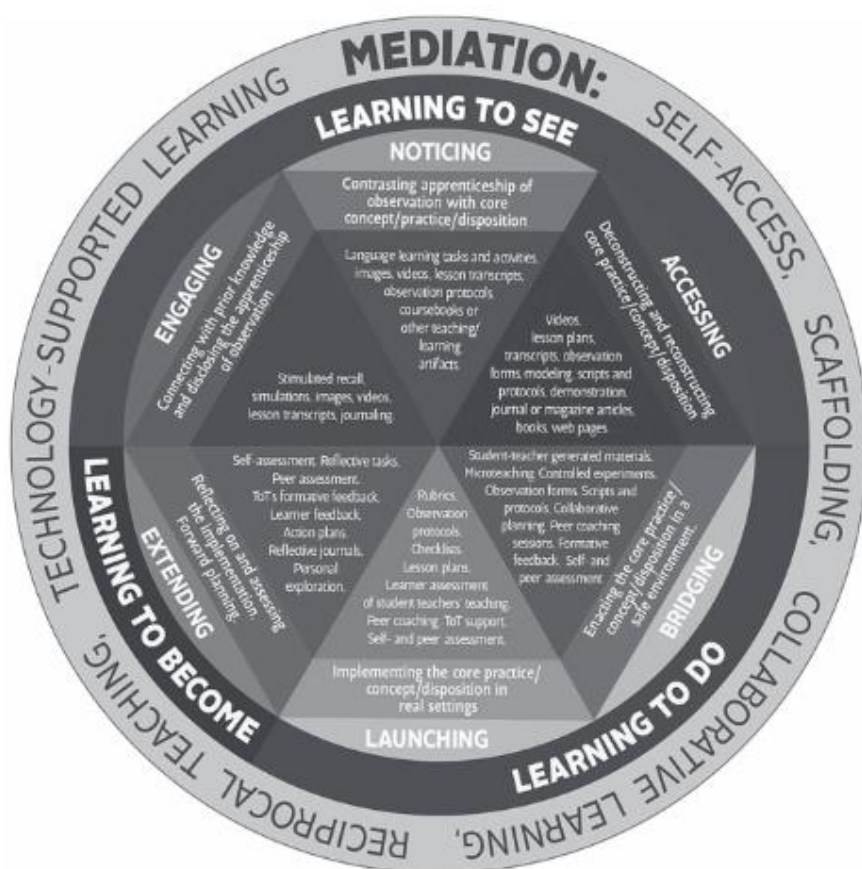 MEDIATION: SELF-ACCESS, SCAFFOLDING, COLLABORATIVE LEARNING, RECIPROCAL TEACHING, TECHNOLOGY-SUPPORTED LEARNING
LEARNING TO SEE
NOTICING
Contrasting apprenticeship of
observation with core
concept/practice/disposition
Language learning tasks and activities,
images, videos, lesson transcripts,
observation protocols,
coursebooks or
other teaching/
learning
artifacts.
ACCESSING
Deconstructing and reconstructing
core practice/concept/disposition
Videos,
lesson plans,
transcripts, observation
forms, modeling, scripts and
protocols, demonstration,
journal or magazine articles,
books, web pages
LEARNING TO DO
BRIDGING
Enacting the core practice/
concept/disposition in a
safe environment.
Student-teacher generated materials.
Microteaching. Controlled experiments.
Observation forms. Scripts and
protocols. Collaborative
planning. Peer coaching
sessions. Formative
feedback. Self- and
peer assessment
LAUNCHING
Implementing the core practice/
concept/disposition in
real settings
Rubrics.
Observation
protocols.
Checklists.
Lesson plans.
Learner assessment
of student teachers' teaching.
Peer coaching. ToT support.
Self- and peer assessment.
LEARNING TO BECOME
EXTENDING
Reflecting on and assessing
the implementation.
Forward planning.
Self-assessment. Reflective tasks.
Peer assessment.
ToT's formative feedback.
Learner feedback.
Action plans.
Reflective journals.
Personal
exploration.
ENGAGING
Connecting with prior knowledge
and disclosing the apprenticeship
of observation
Stimulated recall,
simulations, images, videos,
lesson transcripts, journaling.